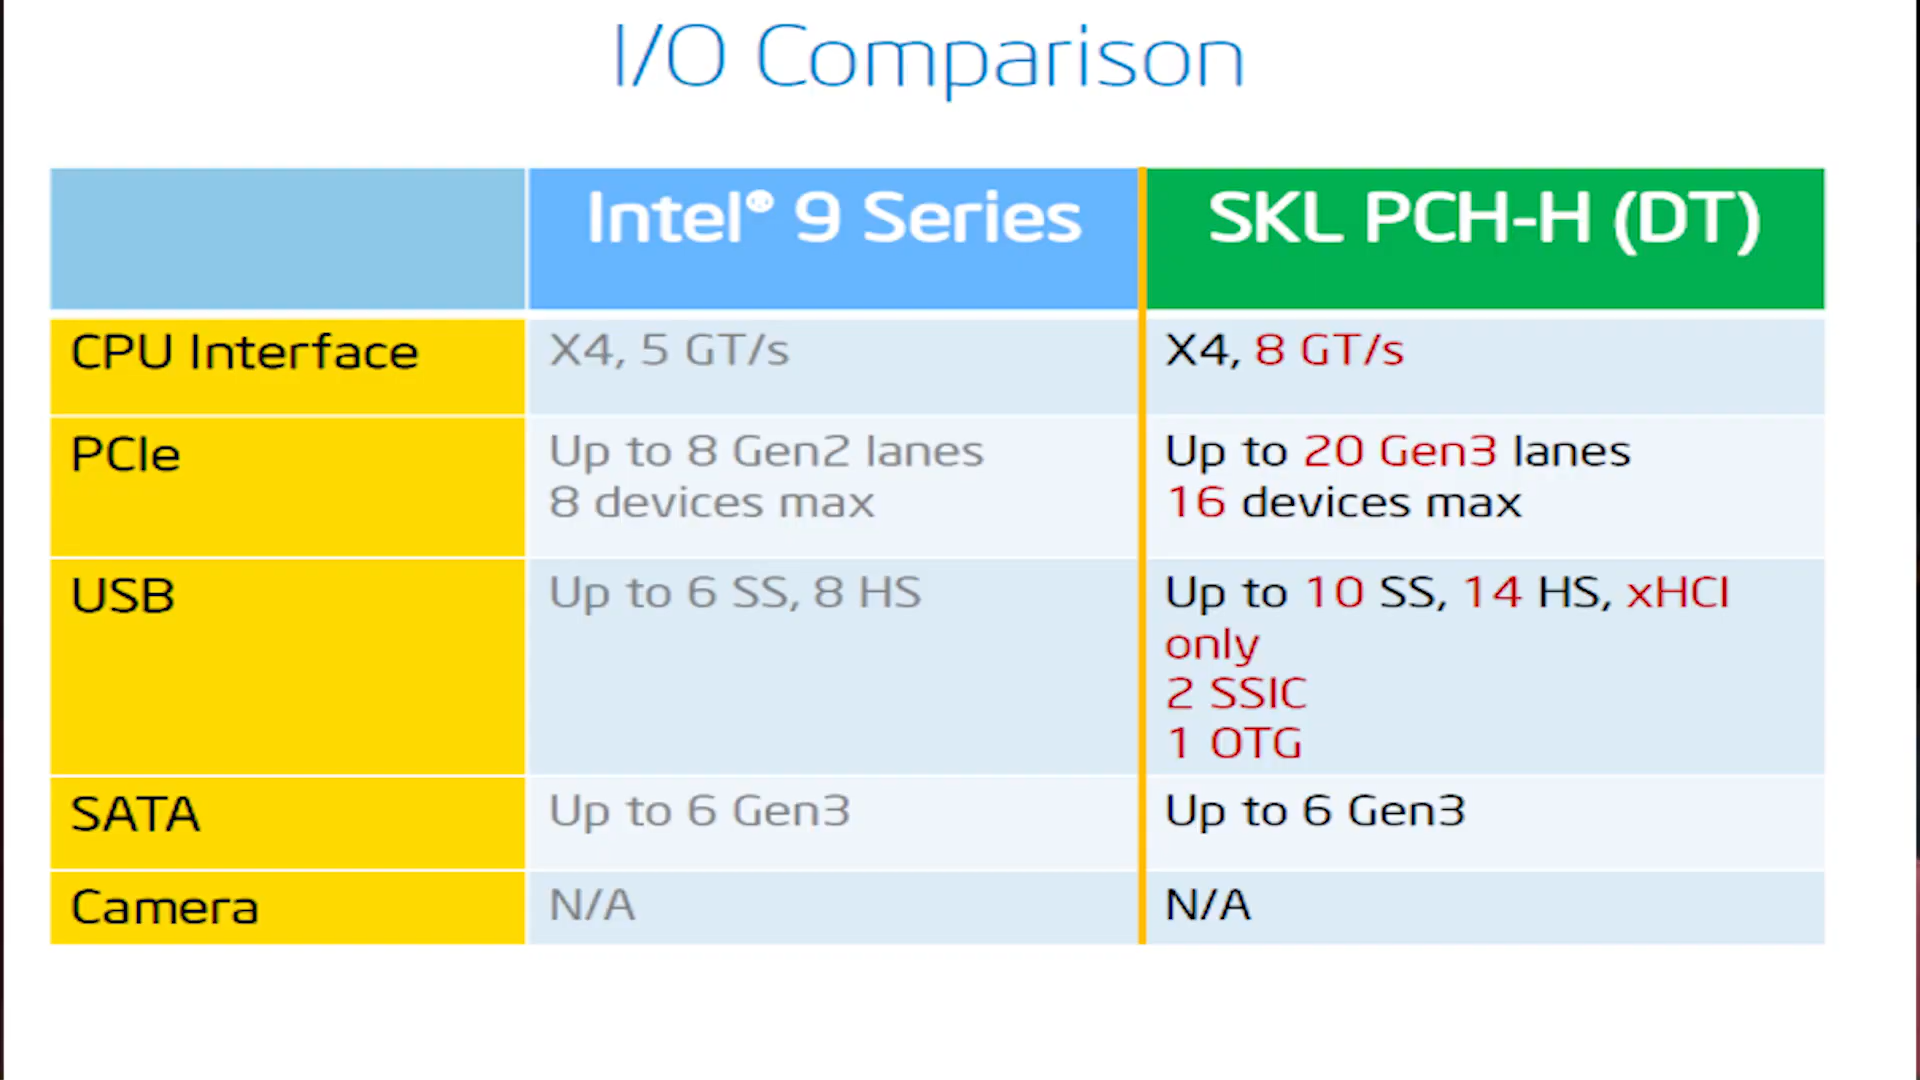 I/O Comparison
Intel® 9 Series
SKL PCH-H (DT)
CPU Interface
X4, 5 GT/s
X4, 8 GT/s
PCIe
Up to 8 Gen2 lanes
8 devices max
Up to 20 Gen3 lanes
16 devices max
USB
Up to 6 SS, 8 HS
Up to 10 SS, 14 HS, xHCI
only
2 SSIC
1 OTG
SATA
Up to 6 Gen3
Up to 6 Gen3
Camera
N/A
N/A